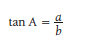 tan A = a/b